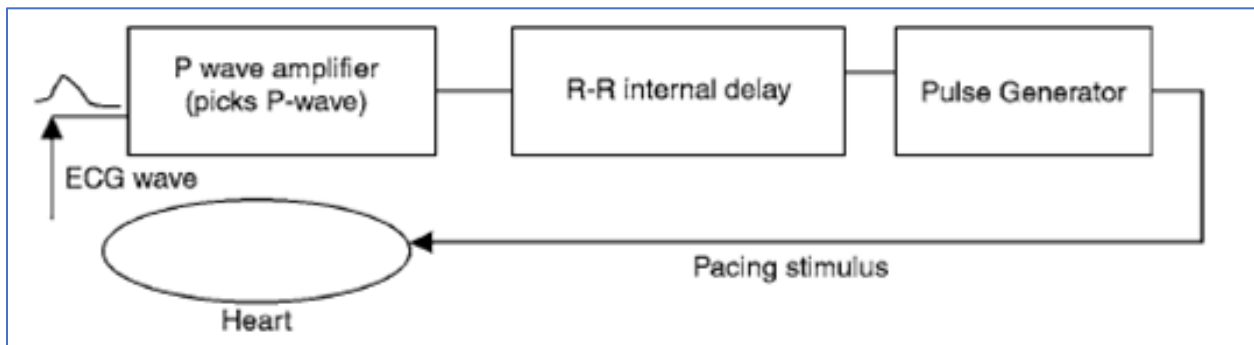 P wave amplifier
(picks P-wave)
R-R internal delay
Pulse Generator
ECG wave
Pacing stimulus
Heart